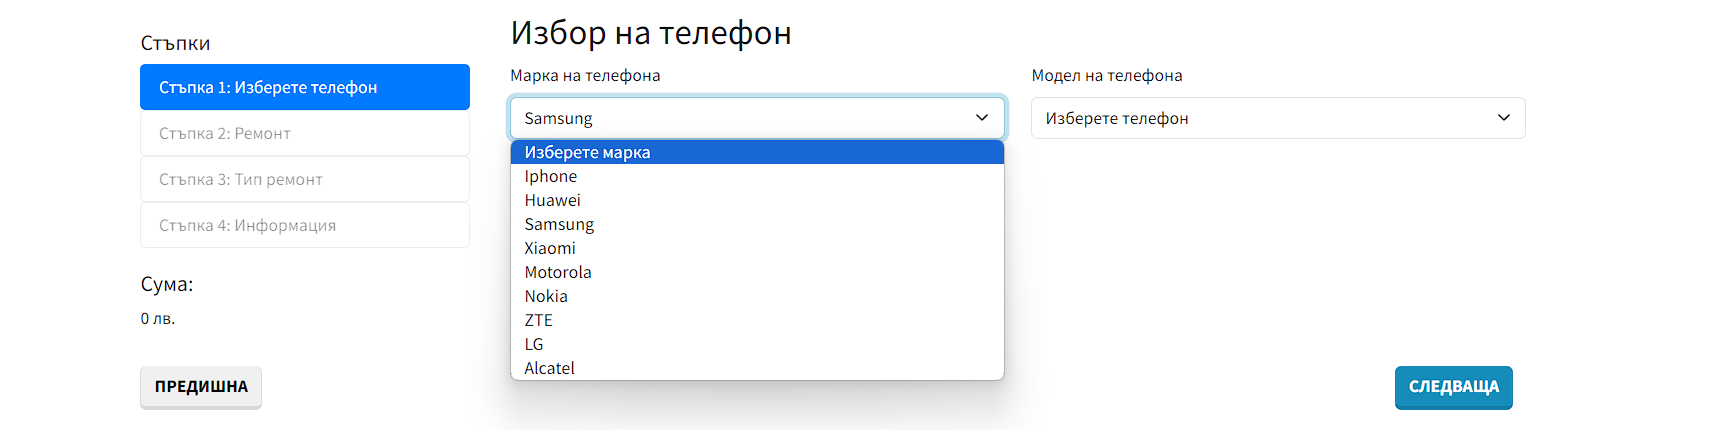 Стъпки
Стъпка 1: Изберете телефон
Стъпка 2: Ремонт
Стъпка 3: Тип ремонт
Стъпка 4: Информация
Сума:
0 лв.
ПРЕДИШНА
Избор на телефон
Марка на телефона
Samsung
Изберете марка
Iphone
Huawei
Samsung
Xiaomi
Motorola
Nokia
ZTE
LG
Alcatel
Модел на телефона
Изберете телефон
СЛЕДВАЩА